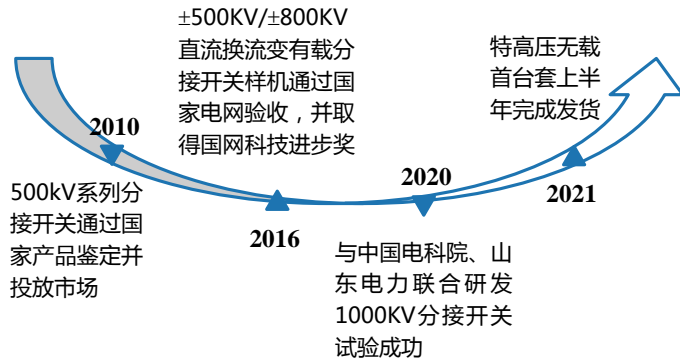 2010
500kV系列分
接开关通过国
家产品鉴定并
投放市场
±500KV/±800KV
直流换流变有载分
接开关样机通过国
家电网验收，并取
得国网科技进步奖
2016
2020
与中国电科院、山
东电力联合研发
1000KV分接开关
试验成功
特高压无载
首台套上半
年完成发货
2021